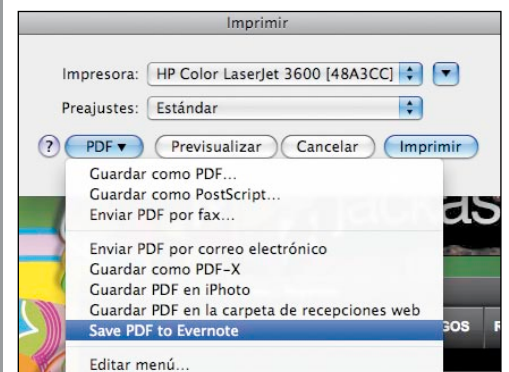 Imprimir
Impresora: HP Color LaserJet 3600 [48A3CC]
Preajustes: Estándar
? PDF▼ Previsualizar Cancelar Imprimir
Guardar como PDF...
Guardar como PostScript...
Enviar PDF por fax...
Enviar PDF por correo electrónico
Guardar como PDF-X
Guardar PDF en iPhoto
Guardar PDF en la carpeta de recepciones web
Save PDF to Evernote
Editar menú...